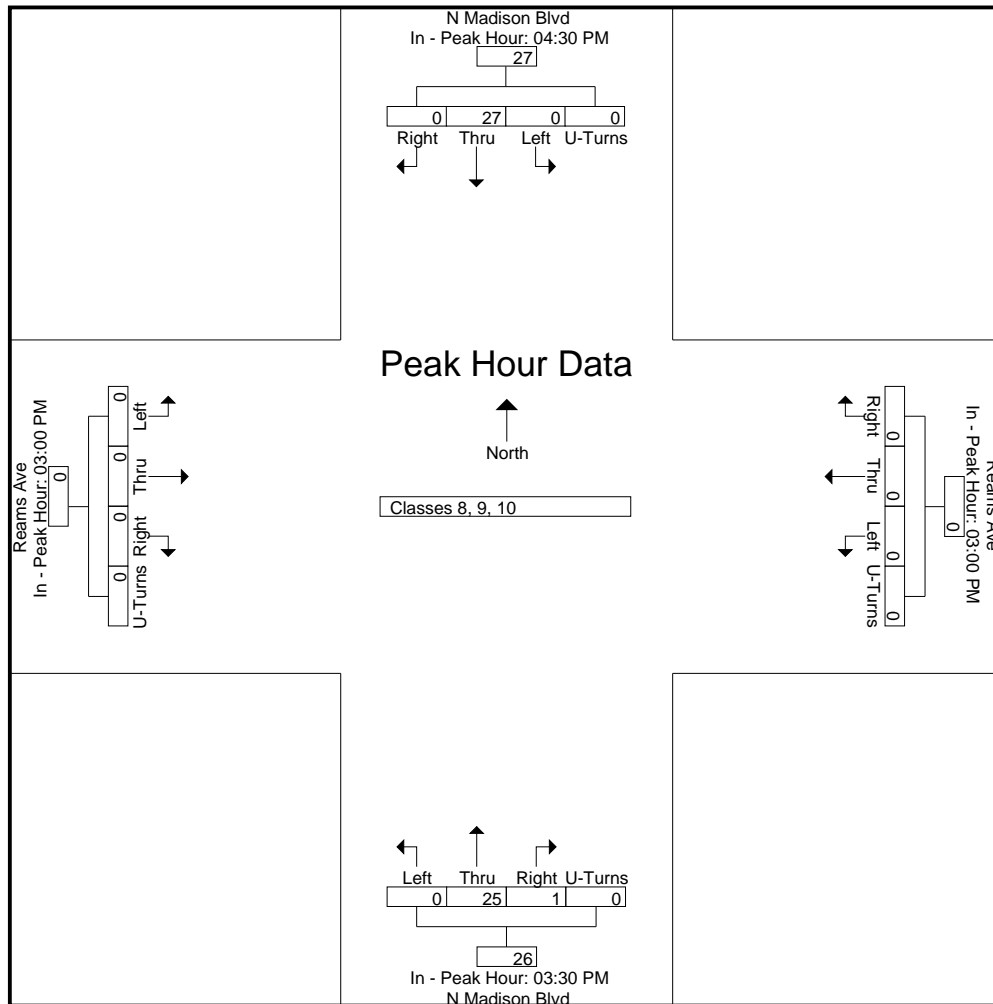 N Madison Blvd
In - Peak Hour: 04:30 PM
27
0 27 0 0
Right Thru Left U-Turns
Peak Hour Data
North
Classes 8, 9, 10
Reams Ave
In - Peak Hour: 03:00 PM
0
0 0 0 0
Left Thru Right U-Turns
Reams Ave
In - Peak Hour: 03:00 PM
0
0 0 0 0
Right Thru Left U-Turns
Left Thru Right U-Turns
0 25 1 0
26
In - Peak Hour: 03:30 PM
N Madison Blvd